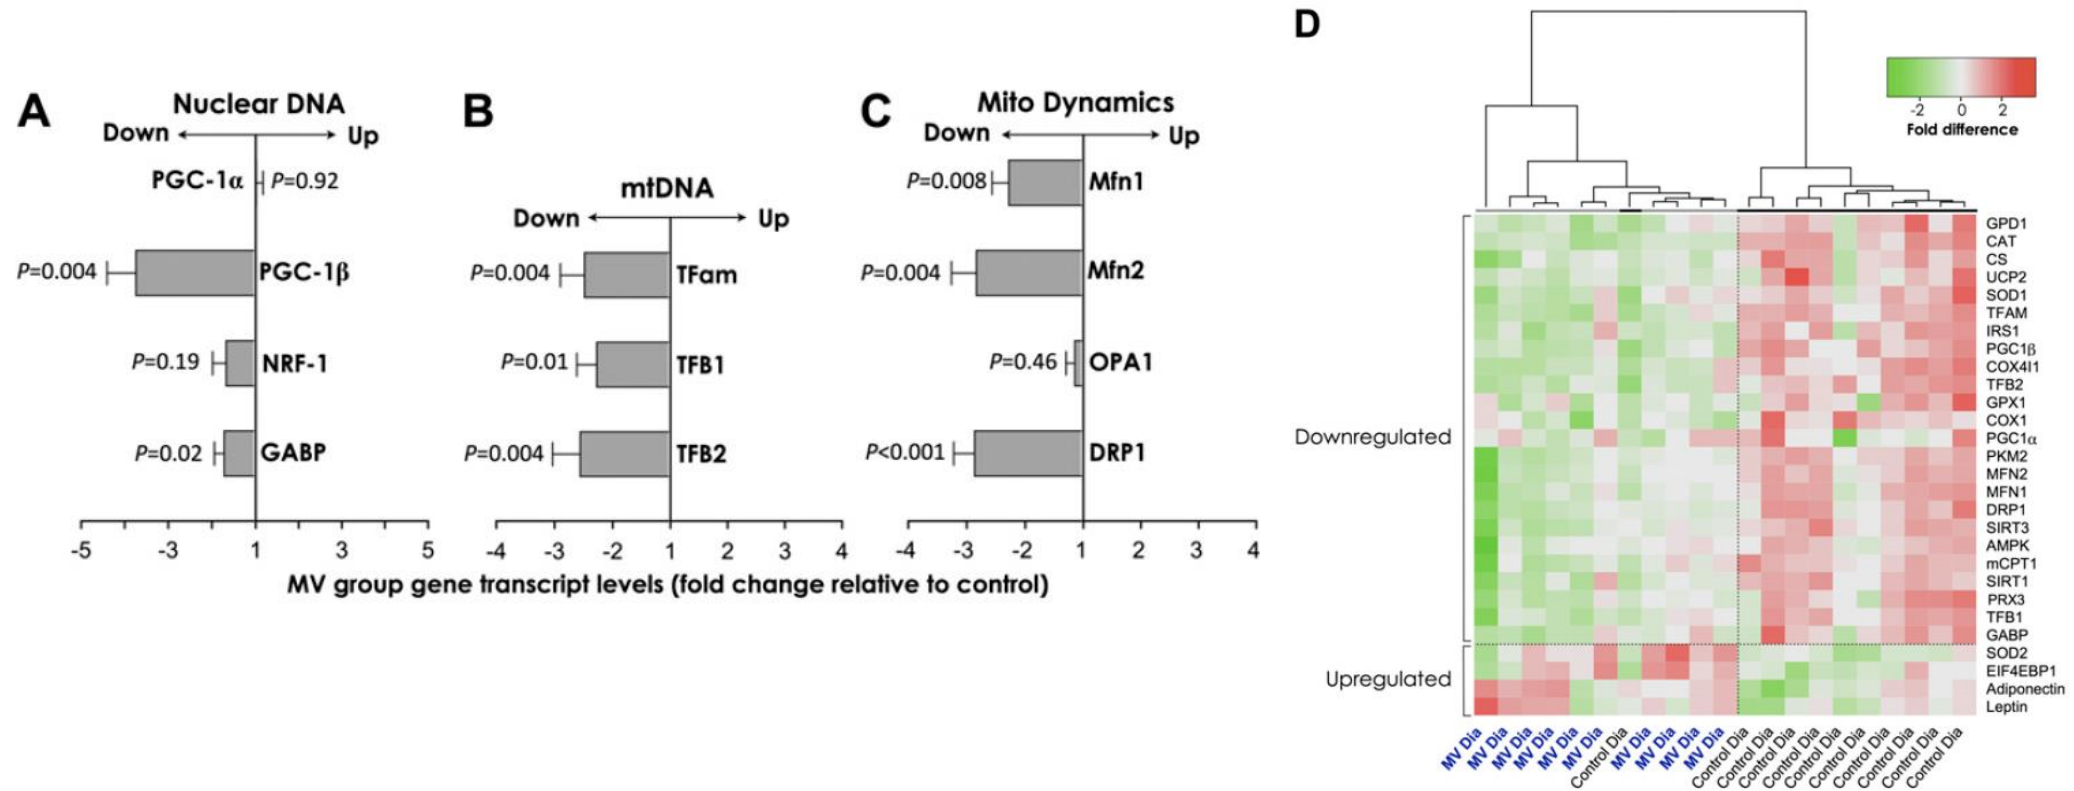 A
Nuclear DNA
Down
Up
PGC-1α
P=0.92
P=0.004
PGC-1β
P=0.19
NRF-1
P=0.02
GABP
-5 -3 1 3 5
B
mtDNA
Down
Up
P=0.004
TFam
P=0.01
TFB1
P=0.004
TFB2
-4 -3 -2 1 2 3 4
C
Mito Dynamics
Down
Up
P=0.008
Mfn1
P=0.004
Mfn2
P=0.46
OPA1
P<0.001
DRP1
-4 -3 -2 1 2 3 4
MV group gene transcript levels (fold change relative to control)
D
-2 0 2
Fold difference
Downregulated
Upregulated
GPD1
CAT
CS
UCP2
SOD1
TFAM
IRS1
PGC1β
COX4I1
TFB2
GPX1
COX1
PGC1α
PKM2
MFN2
MFN1
DRP1
SIRT3
AMPK
mCPT1
SIRT1
PRX3
TFB1
GABP
SOD2
EIF4EBP1
Adiponectin
Leptin
MV Dia
MV Dia
MV Dia
MV Dia
MV Dia
MV Dia
Control Dia
MV Dia
MV Dia
MV Dia
MV Dia
Control Dia
Control Dia
Control Dia
Control Dia
Control Dia
Control Dia
Control Dia
Control Dia
Control Dia
Control Dia